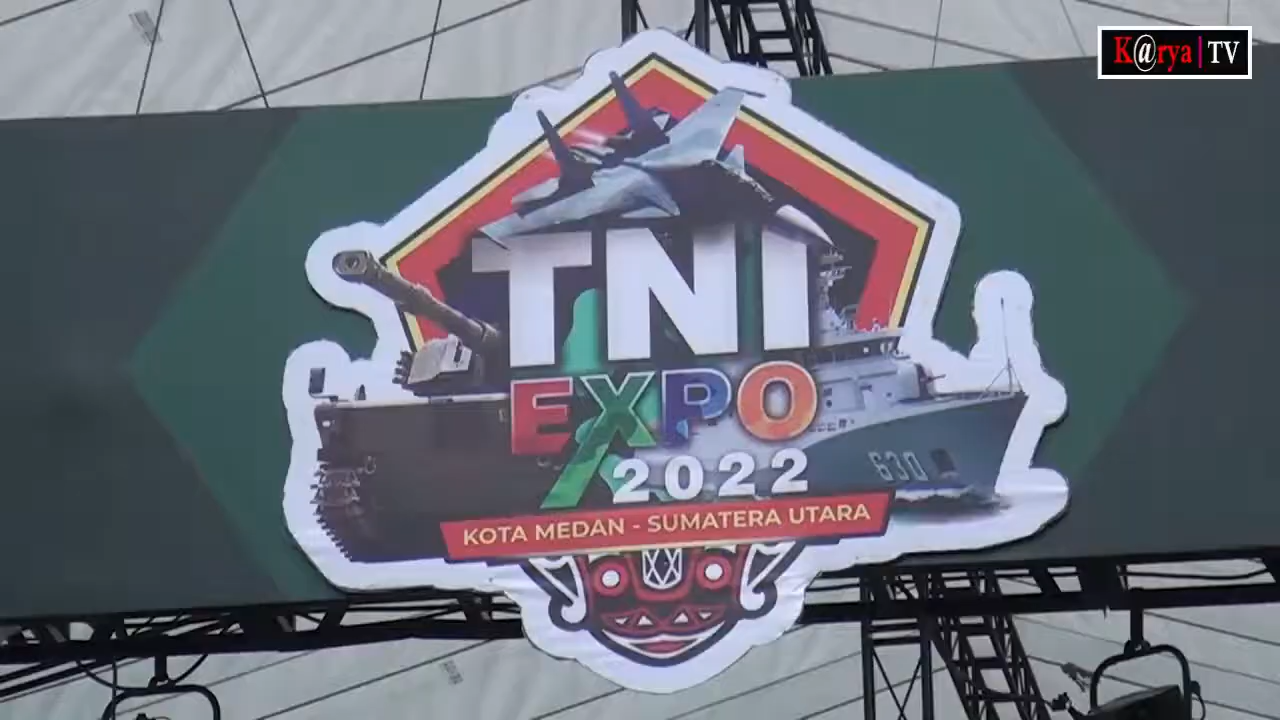 K@rya|TV
TNI
EXPO
2022
630
KOTA MEDAN - SUMATERA UTARA